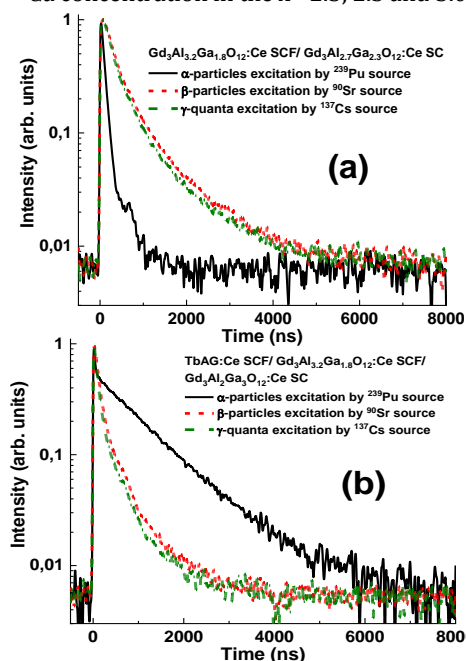 concentration in the
1
Gd₃Al₃.₂Ga₁.₈O₁₂:Ce SCF/ Gd₃Al₂.₇Ga₂.₃O₁₂:Ce SC
α-particles excitation by ²³⁹Pu source
β-particles excitation by ⁹⁰Sr source
γ-quanta excitation by ¹³⁷Cs source
Intensity (arb. units)
0,1
(a)
0,01
0 2000 4000 6000 8000
Time (ns)
1
TbAG:Ce SCF/ Gd₃Al₃.₂Ga₁.₈O₁₂:Ce SCF/
Gd₃Al₂Ga₃O₁₂:Ce SC
α-particles excitation by ²³⁹Pu source
β-particles excitation by ⁹⁰Sr source
γ-quanta excitation by ¹³⁷Cs source
Intensity (arb. units)
0,1
(b)
0,01
0 2000 4000 6000 8000
Time (ns)